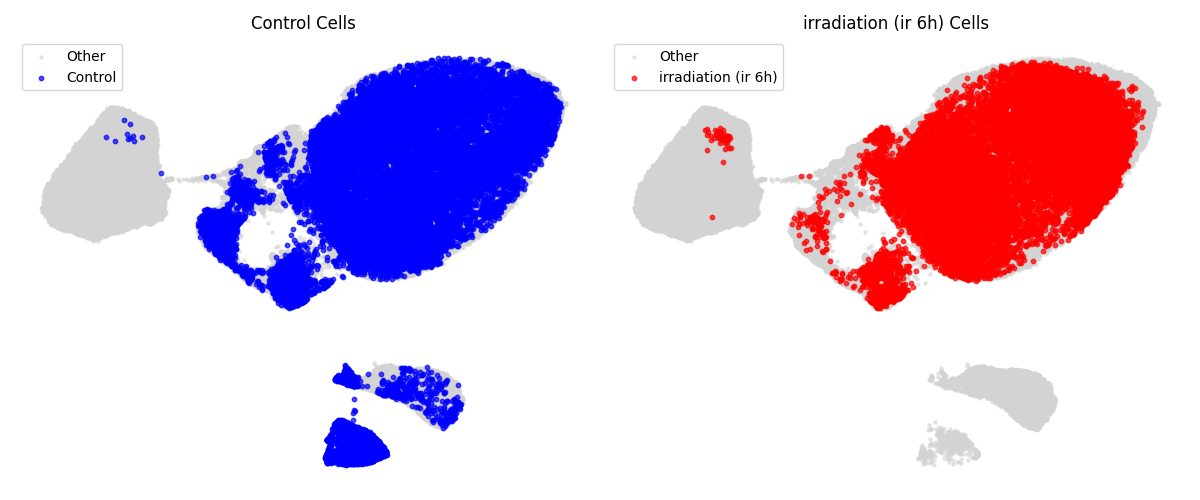 Control Cells
Other
Control
irradiation (ir 6h) Cells
Other
irradiation (ir 6h)